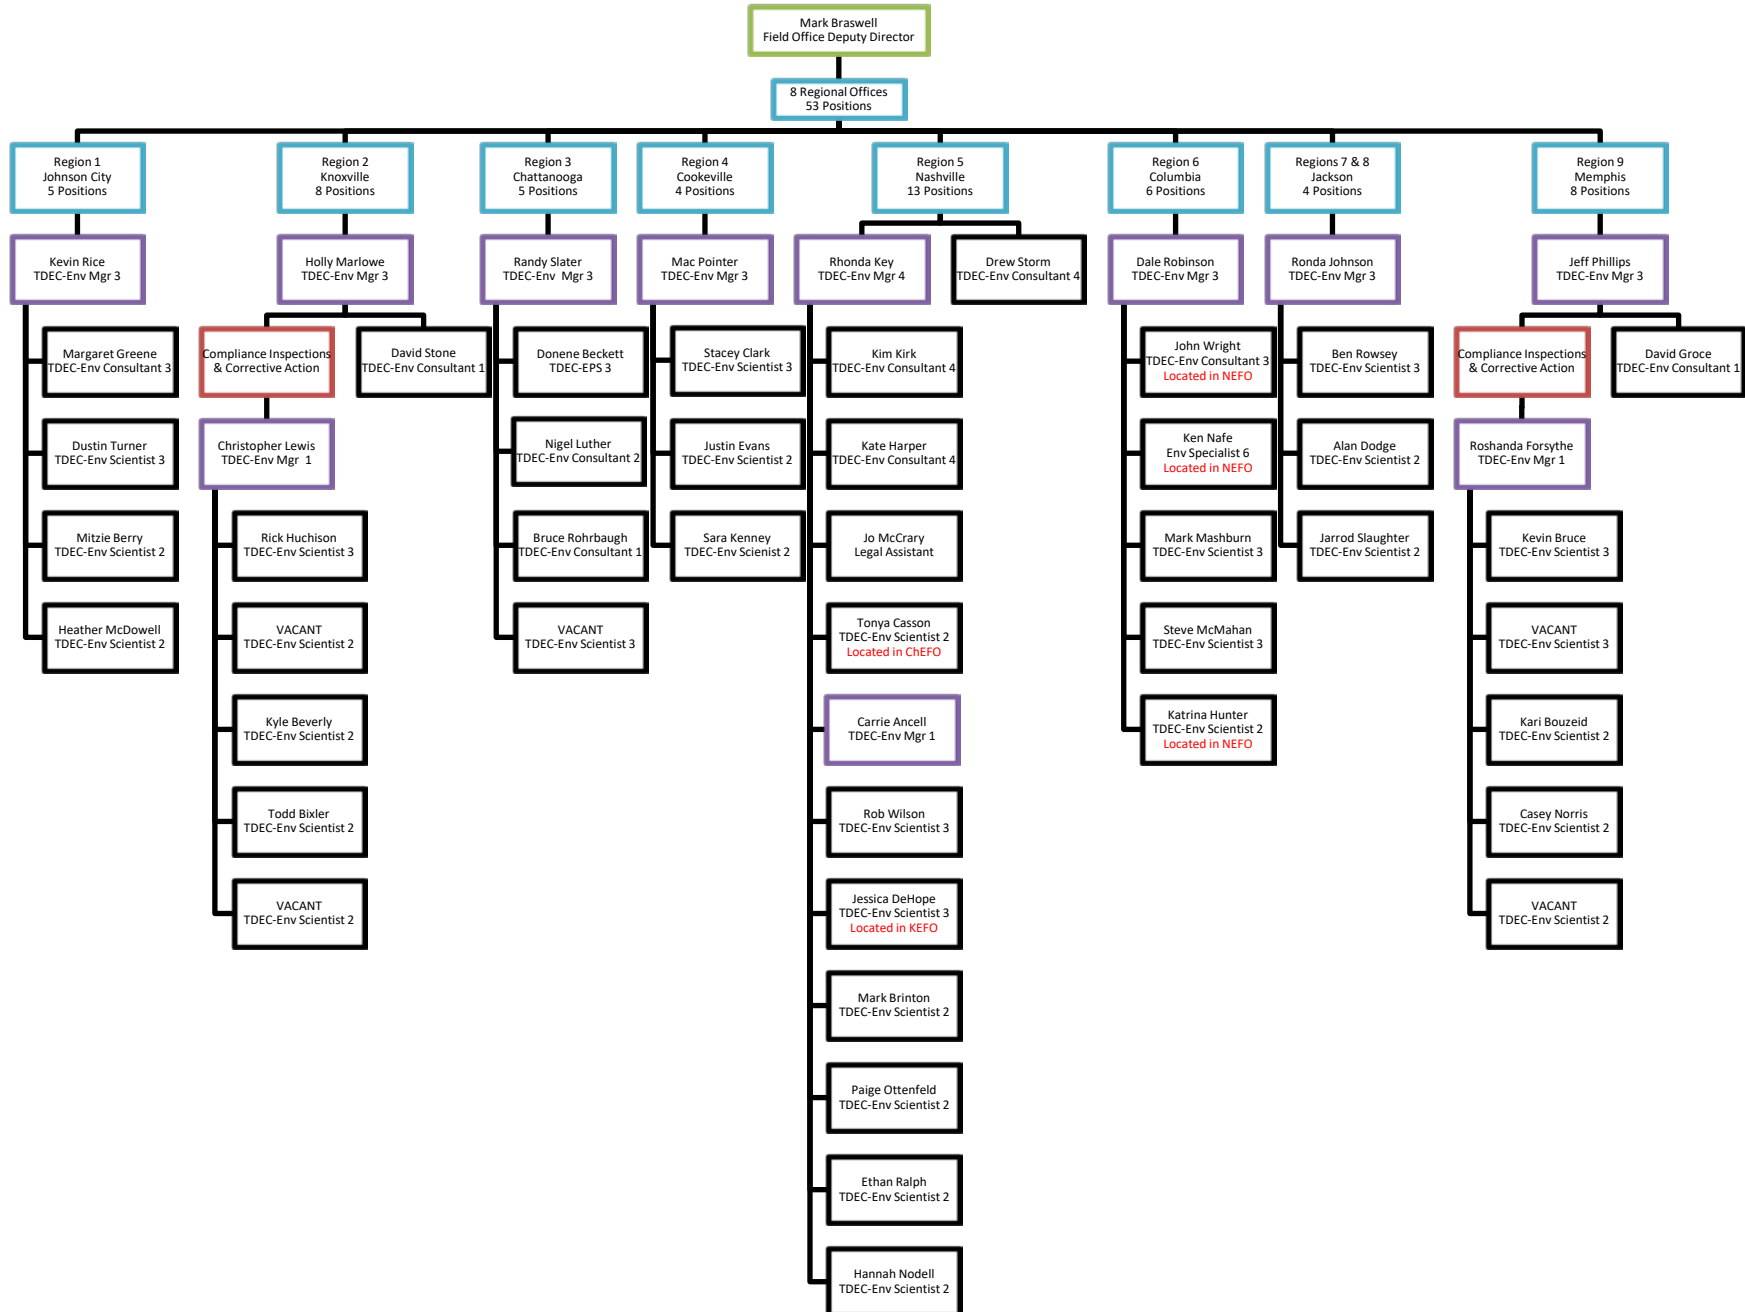 Mark Braswell
Field Office Deputy Director
8 Regional Offices
53 Positions
Region 1
Johnson City
5 Positions
Kevin Rice
TDEC-Env Mgr 3
Margaret Greene
TDEC-Env Consultant 3
Dustin Turner
TDEC-Env Scientist 3
Mitzie Berry
TDEC-Env Scientist 2
Heather McDowell
TDEC-Env Scientist 2
Region 2
Knoxville
8 Positions
Holly Marlowe
TDEC-Env Mgr 3
Compliance Inspections
& Corrective Action
David Stone
TDEC-Env Consultant 1
Christopher Lewis
TDEC-Env Mgr 1
Rick Huchison
TDEC-Env Scientist 3
VACANT
TDEC-Env Scientist 2
Kyle Beverly
TDEC-Env Scientist 2
Todd Bixler
TDEC-Env Scientist 2
VACANT
TDEC-Env Scientist 2
Region 3
Chattanooga
5 Positions
Randy Slater
TDEC-Env Mgr 3
Donene Beckett
TDEC-EPS 3
Nigel Luther
TDEC-Env Consultant 2
Bruce Rohrbaugh
TDEC-Env Consultant 1
VACANT
TDEC-Env Scientist 3
Region 4
Cookeville
4 Positions
Mac Pointer
TDEC-Env Mgr 3
Stacey Clark
TDEC-Env Scientist 3
Justin Evans
TDEC-Env Scientist 2
Sara Kenney
TDEC-Env Scienist 2
Region 5
Nashville
13 Positions
Rhonda Key
TDEC-Env Mgr 4
Drew Storm
TDEC-Env Consultant 4
Kim Kirk
TDEC-Env Consultant 4
Kate Harper
TDEC-Env Consultant 4
Jo McCrary
Legal Assistant
Tonya Casson
TDEC-Env Scientist 2
Located in ChEFO
Carrie Ancell
TDEC-Env Mgr 1
Rob Wilson
TDEC-Env Scientist 3
Jessica DeHope
TDEC-Env Scientist 3
Located in KEFO
Mark Brinton
TDEC-Env Scientist 2
Paige Ottenfeld
TDEC-Env Scientist 2
Ethan Ralph
TDEC-Env Scientist 2
Hannah Nodell
TDEC-Env Scientist 2
Region 6
Columbia
6 Positions
Dale Robinson
TDEC-Env Mgr 3
John Wright
TDEC-Env Consultant 3
Located in NEFO
Ken Nafe
Env Specialist 6
Located in NEFO
Mark Mashburn
TDEC-Env Scientist 3
Steve McMahan
TDEC-Env Scientist 3
Katrina Hunter
TDEC-Env Scientist 2
Located in NEFO
Regions 7 & 8
Jackson
4 Positions
Ronda Johnson
TDEC-Env Mgr 3
Ben Rowsey
TDEC-Env Scientist 3
Alan Dodge
TDEC-Env Scientist 2
Jarrod Slaughter
TDEC-Env Scientist 2
Region 9
Memphis
8 Positions
Jeff Phillips
TDEC-Env Mgr 3
Compliance Inspections
& Corrective Action
David Groce
TDEC-Env Consultant 1
Roshanda Forsythe
TDEC-Env Mgr 1
Kevin Bruce
TDEC-Env Scientist 3
VACANT
TDEC-Env Scientist 3
Kari Bouzeid
TDEC-Env Scientist 2
Casey Norris
TDEC-Env Scientist 2
VACANT
TDEC-Env Scientist 2